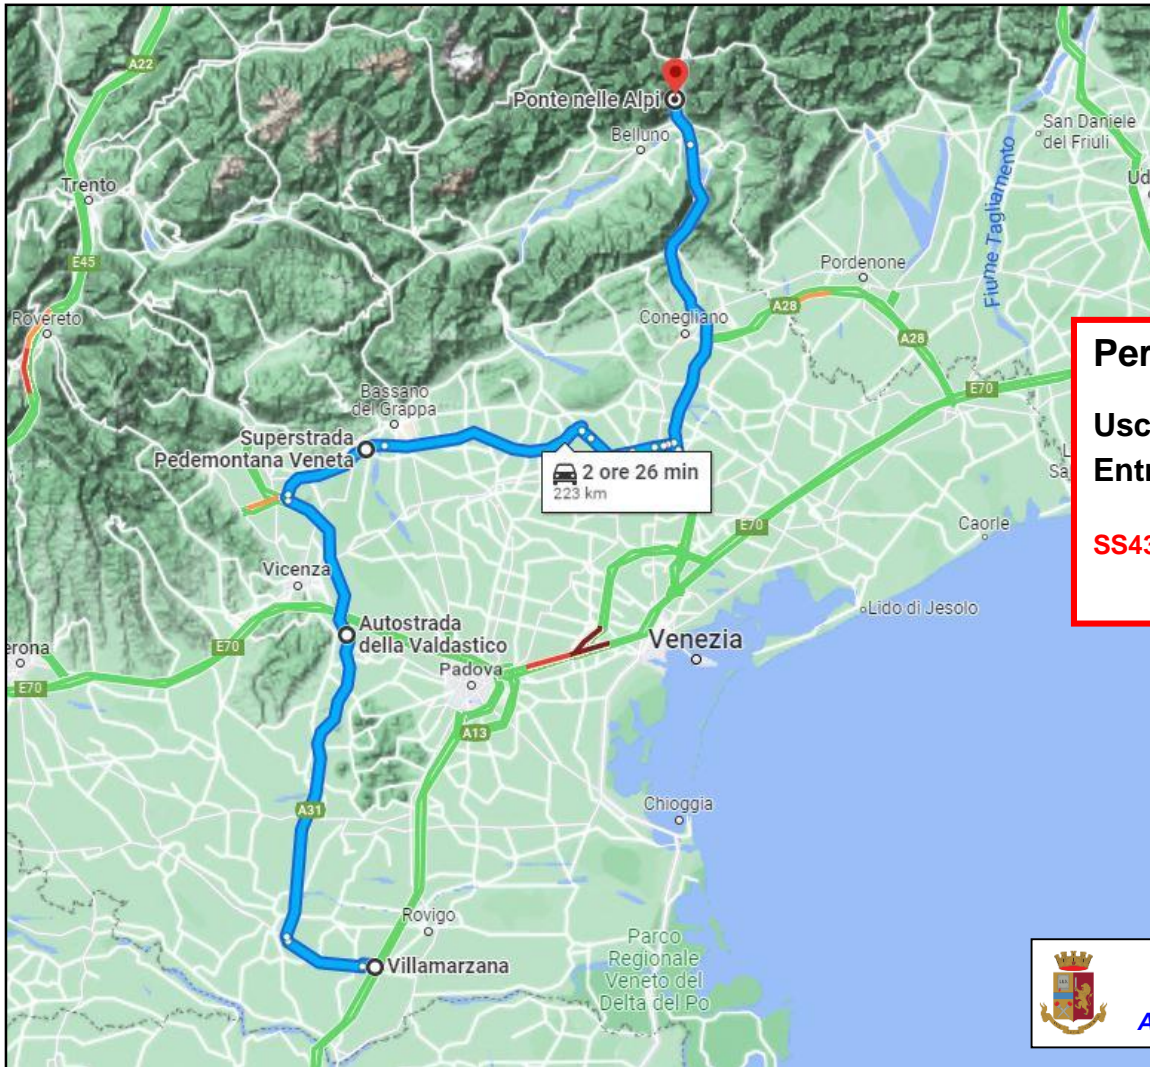 A22
Ponte nelle Alpi
Belluno
San Daniele
del Friuli
Trento
Ud
Fiume Tagliamento
E45
Pordenone
Rovereto
A28
Conegliano
A28
Per
E70
Bassano
del Grappa
Usc
Superstrada
Pedemontana Veneta
L
Entr
Sa
2 ore 26 min
223 km
E70
Caorle
SS43
Vicenza
Lido di Jesolo
Autostrada
della Valdastico
E70
Venezia
erona
Padova
E70
A13
A31
Chioggia
Rovigo
Parco
Regionale
Veneto del
Delta del Po
Villamarzana
A